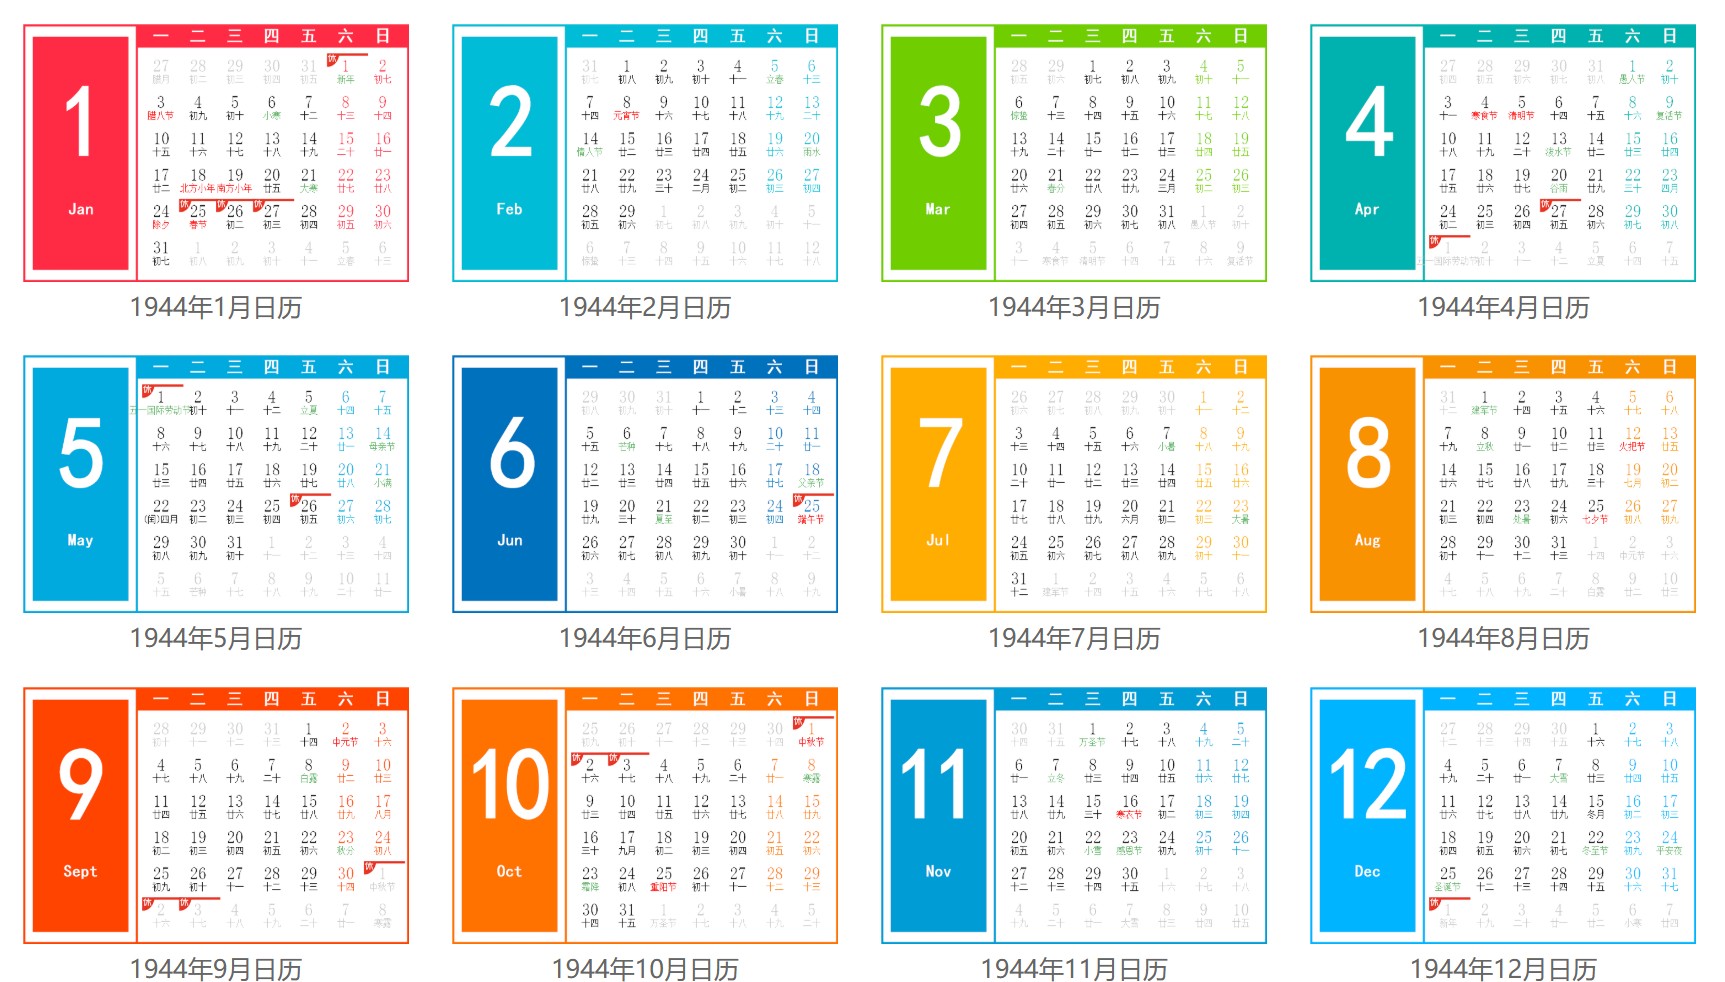 一 二 三 四 五 六 日
休
27 28 29 30 31 1 2
腊月 初二 初三 初四 初五 新年 初七
3 4 5 6 7 8 9
腊八节 初九 初十 小寒 十二 十三 十四
10 11 12 13 14 15 16
十五 十六 十七 十八 十九 二十 廿一
17 18 19 20 21 22 23
廿二 北方小年 南方小年 廿五 大寒 廿七 廿八
休 休 休
24 25 26 27 28 29 30
除夕 春节 初二 初三 初四 初五 初六
31 1 2 3 4 5 6
初七 初八 初九 初十 十一 立春 十三
1
Jan
1944年1月日历
一 二 三 四 五 六 日
31 1 2 3 4 5 6
初七 初八 初九 初十 十一 立春 十三
7 8 9 10 11 12 13
十四 元宵节 十六 十七 十八 十九 二十
14 15 16 17 18 19 20
情人节 廿二 廿三 廿四 廿五 廿六 雨水
21 22 23 24 25 26 27
廿八 廿九 三十 二月 初二 初三 初四
28 29 1 2 3 4 5
初五 初六 初七 初八 初九 初十 十一
6 7 8 9 10 11 12
惊蛰 十三 十四 十五 十六 十七 十八
2
Feb
1944年2月日历
一 二 三 四 五 六 日
28 29 1 2 3 4 5
初五 初六 初七 初八 初九 初十 十一
6 7 8 9 10 11 12
惊蛰 十三 十四 十五 十六 十七 十八
13 14 15 16 17 18 19
十九 二十 廿一 廿二 廿三 廿四 廿五
20 21 22 23 24 25 26
廿六 春分 廿八 廿九 三月 初二 初三
27 28 29 30 31 1 2
初四 初五 初六 初七 初八 愚人节 初十
3 4 5 6 7 8 9
十一 寒食节 清明节 十四 十五 十六 复活节
3
Mar
1944年3月日历
一 二 三 四 五 六 日
27 28 29 30 31 1 2
初四 初五 初六 初七 初八 愚人节 初十
3 4 5 6 7 8 9
十一 寒食节 清明节 十四 十五 十六 复活节
10 11 12 13 14 15 16
十八 十九 二十 泼水节 廿二 廿三 廿四
17 18 19 20 21 22 23
廿五 廿六 廿七 谷雨 廿九 三十 四月
休
24 25 26 27 28 29 30
初二 初三 初四 初五 初六 初七 初八
休
1 2 3 4 5 6 7
五一国际劳动节 初十 十一 十二 立夏 十四 十五
4
Apr
1944年4月日历
一 二 三 四 五 六 日
休
1 2 3 4 5 6 7
五一国际劳动节 初十 十一 十二 立夏 十四 十五
8 9 10 11 12 13 14
十六 十七 十八 十九 二十 廿一 母亲节
15 16 17 18 19 20 21
廿三 廿四 廿五 廿六 廿七 廿八 小满
休
22 23 24 25 26 27 28
(闰)四月 初二 初三 初四 初五 初六 初七
29 30 31 1 2 3 4
初八 初九 初十 十一 十二 十三 十四
5 6 7 8 9 10 11
十五 芒种 十七 十八 十九 二十 廿一
5
May
1944年5月日历
一 二 三 四 五 六 日
29 30 31 1 2 3 4
初八 初九 初十 十一 十二 十三 十四
5 6 7 8 9 10 11
十五 芒种 十七 十八 十九 二十 廿一
12 13 14 15 16 17 18
廿二 廿三 廿四 廿五 廿六 廿七 父亲节
休
19 20 21 22 23 24 25
廿九 三十 夏至 初二 初三 初四 端午节
26 27 28 29 30 1 2
初六 初七 初八 初九 初十 十一 十二
3 4 5 6 7 8 9
十三 十四 十五 十六 小暑 十八 十九
6
Jun
1944年6月日历
一 二 三 四 五 六 日
26 27 28 29 30 1 2
初六 初七 初八 初九 初十 十一 十二
3 4 5 6 7 8 9
十三 十四 十五 十六 小暑 十八 十九
10 11 12 13 14 15 16
二十 廿一 廿二 廿三 廿四 廿五 廿六
17 18 19 20 21 22 23
廿七 廿八 廿九 六月 初二 初三 大暑
24 25 26 27 28 29 30
初五 初六 初七 初八 初九 初十 十一
31 1 2 3 4 5 6
十二 建军节 十四 十五 十六 十七 十八
7
Jul
1944年7月日历
一 二 三 四 五 六 日
31 1 2 3 4 5 6
十二 建军节 十四 十五 十六 十七 十八
7 8 9 10 11 12 13
十九 立秋 廿一 廿二 廿三 火把节 廿五
14 15 16 17 18 19 20
廿六 廿七 廿八 廿九 三十 七月 初二
21 22 23 24 25 26 27
初三 初四 处暑 初六 七夕节 初八 初九
28 29 30 31 1 2 3
初十 十一 十二 十三 十四 中元节 十六
4 5 6 7 8 9 10
十七 十八 十九 二十 白露 廿二 廿三
8
Aug
1944年8月日历
一 二 三 四 五 六 日
28 29 30 31 1 2 3
初十 十一 十二 十三 十四 中元节 十六
4 5 6 7 8 9 10
十七 十八 十九 二十 白露 廿二 廿三
11 12 13 14 15 16 17
廿四 廿五 廿六 廿七 廿八 廿九 八月
18 19 20 21 22 23 24
初二 初三 初四 初五 初六 秋分 初八
休
25 26 27 28 29 30 1
初九 初十 十一 十二 十三 十四 中秋节
休 休
2 3 4 5 6 7 8
十六 十七 十八 十九 二十 廿一 寒露
9
Sept
1944年9月日历
一 二 三 四 五 六 日
休
25 26 27 28 29 30 1
初九 初十 十一 十二 十三 十四 中秋节
休 休
2 3 4 5 6 7 8
十六 十七 十八 十九 二十 廿一 寒露
9 10 11 12 13 14 15
廿三 廿四 廿五 廿六 廿七 廿八 廿九
16 17 18 19 20 21 22
三十 九月 初二 初三 初四 初五 初六
23 24 25 26 27 28 29
霜降 初八 重阳节 初十 十一 十二 十三
30 31 1 2 3 4 5
十四 十五 万圣节 十七 十八 十九 二十
10
Oct
1944年10月日历
一 二 三 四 五 六 日
30 31 1 2 3 4 5
十四 十五 万圣节 十七 十八 十九 二十
6 7 8 9 10 11 12
廿一 立冬 廿三 廿四 廿五 廿六 廿七
13 14 15 16 17 18 19
廿八 廿九 三十 寒衣节 初二 初三 初四
20 21 22 23 24 25 26
初五 初六 小雪 感恩节 初九 初十 十一
27 28 29 30 1 2 3
十二 十三 十四 十五 十六 十七 十八
4 5 6 7 8 9 10
十九 二十 廿一 大雪 廿三 廿四 廿五
11
Nov
1944年11月日历
一 二 三 四 五 六 日
27 28 29 30 1 2 3
十二 十三 十四 十五 十六 十七 十八
4 5 6 7 8 9 10
十九 二十 廿一 大雪 廿三 廿四 廿五
11 12 13 14 15 16 17
廿六 廿七 廿八 廿九 冬月 初二 初三
18 19 20 21 22 23 24
初四 初五 初六 初七 冬至节 初九 平安夜
25 26 27 28 29 30 31
圣诞节 十二 十三 十四 十五 十六 十七
休
1 2 3 4 5 6 7
新年 十九 二十 廿一 廿二 小寒 廿四
12
Dec
1944年12月日历